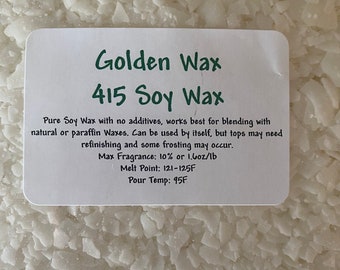 Golden Wax
415 Soy Wax
Pure Soy Wax with no additives, works best for blending with
natural or paraffin Waxes. Can be used by itself, but tops may need
refinishing and some frosting may occur.
Max Fragrance: 10% or 1.6oz/lb
Melt Point: 121-125F
Pour Temp: 95F